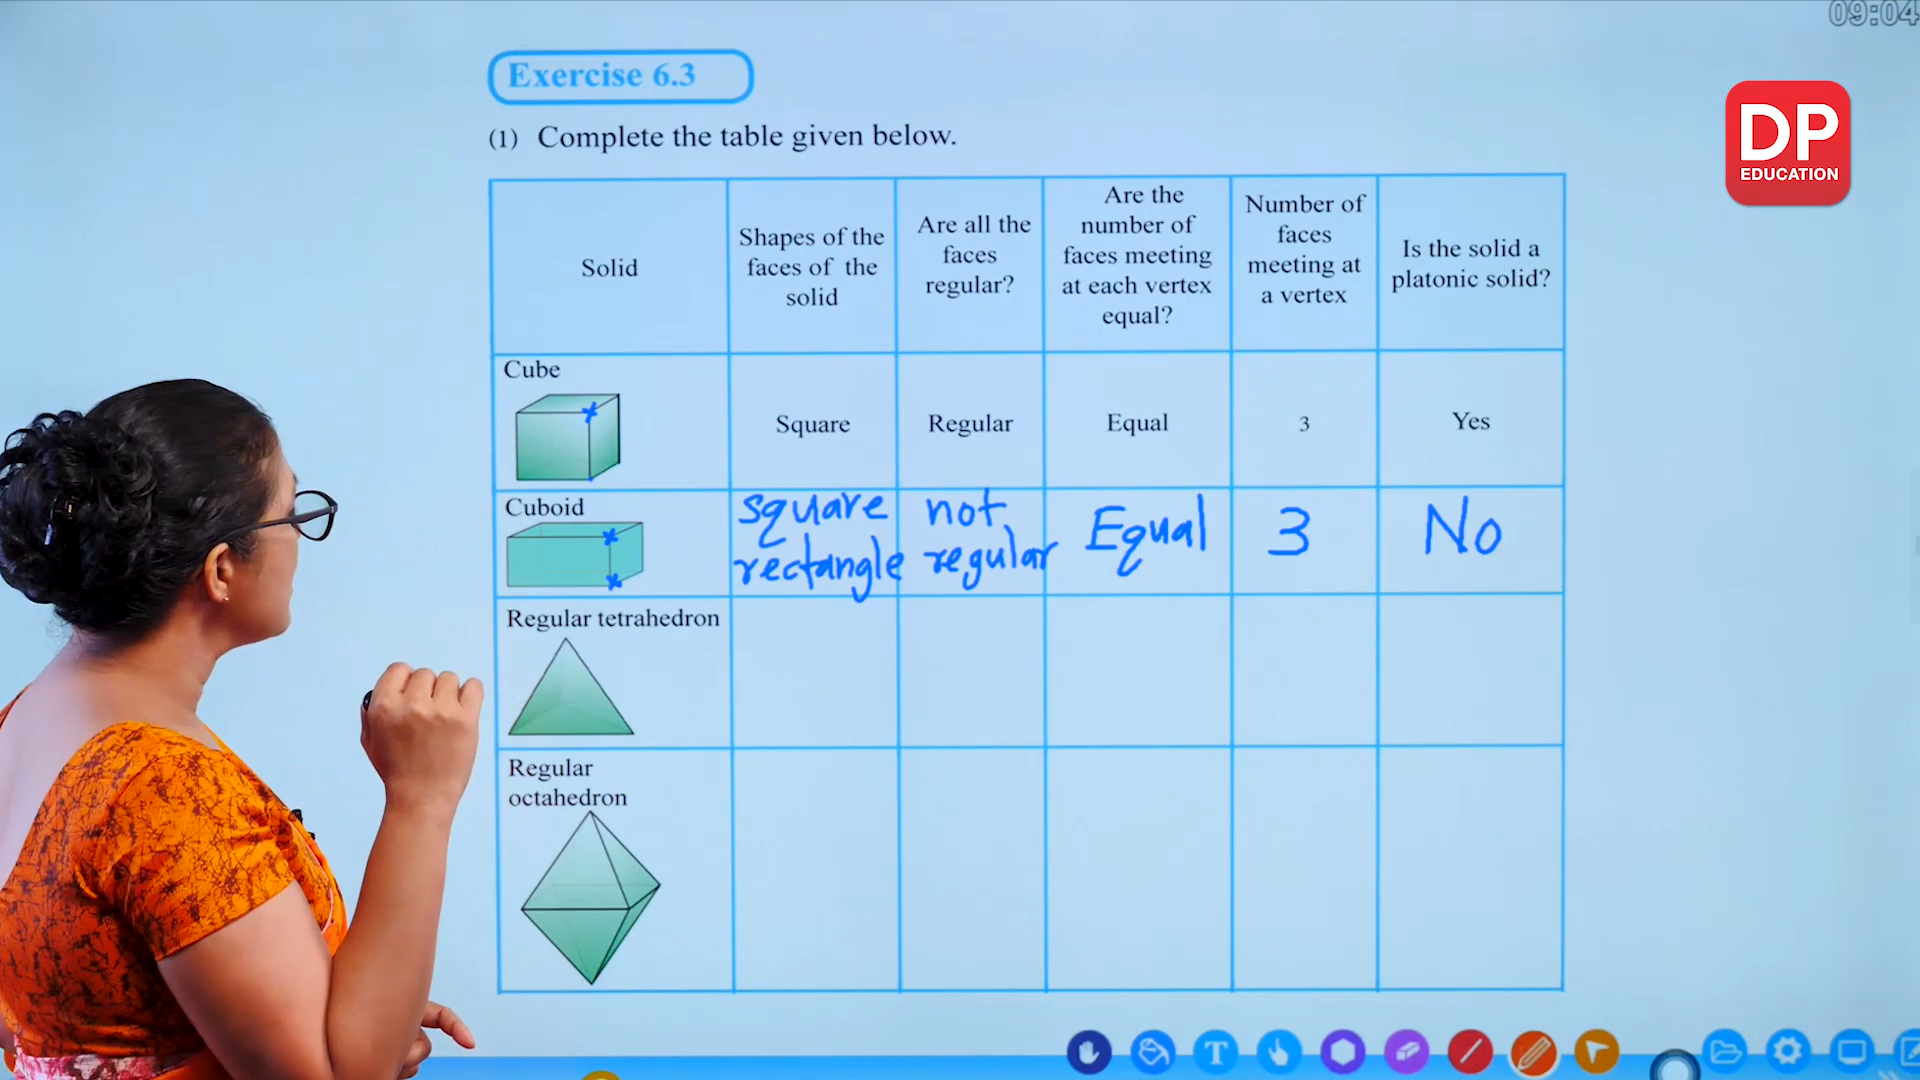 09:04
Exercise 6.3
DP
EDUCATION
(1) Complete the table given below.
Solid
Shapes of the
faces of the
solid
Are all the
faces
regular?
Are the
number of
faces meeting
at each vertex
equal?
Number of
faces
meeting at
a vertex
Is the solid a
platonic solid?
Cube
Square
Regular
Equal
3
Yes
Cuboid
square
rectangle
not
regular
Equal
3
No
Regular tetrahedron
Regular
octahedron
T